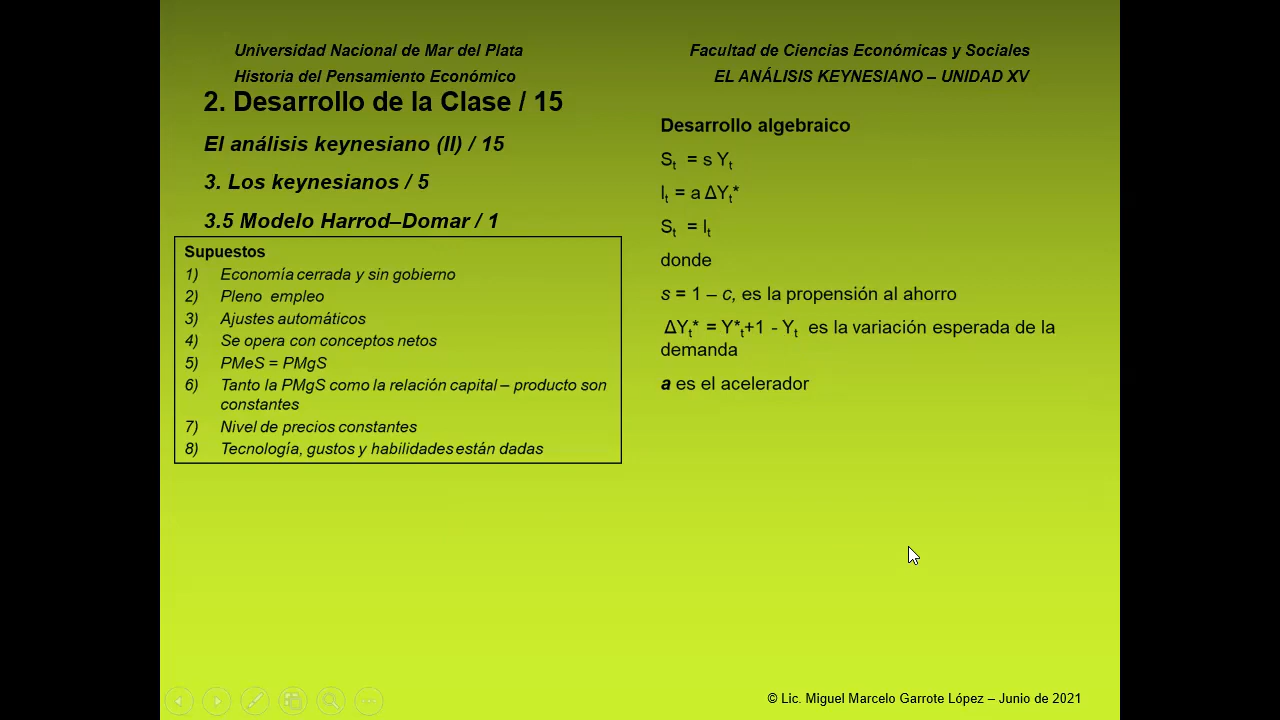 Universidad Nacional de Mar del Plata
Historia del Pensamiento Económico
Facultad de Ciencias Económicas y Sociales
EL ANÁLISIS KEYNESIANO – UNIDAD XV
2. Desarrollo de la Clase / 15
El análisis keynesiano (II) / 15
3. Los keynesianos / 5
3.5 Modelo Harrod–Domar / 1
Supuestos
1) Economía cerrada y sin gobierno
2) Pleno empleo
3) Ajustes automáticos
4) Se opera con conceptos netos
5) PMeS = PMgS
6) Tanto la PMgS como la relación capital – producto son
constantes
7) Nivel de precios constantes
8) Tecnología, gustos y habilidades están dadas
Desarrollo algebraico
Sₜ = s Yₜ
Iₜ = a ΔYₜ*
Sₜ = Iₜ
donde
s = 1 – c, es la propensión al ahorro
ΔYₜ* = Y*ₜ+1 - Yₜ es la variación esperada de la
demanda
a es el acelerador
© Lic. Miguel Marcelo Garrote López – Junio de 2021